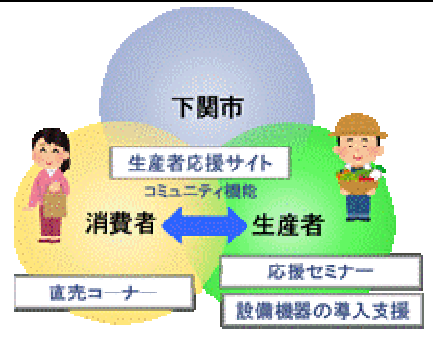 下関市
生産者応援サイト
コミュニティ機能
消費者
生産者
応援セミナー
直売コーナー
設備機器の導入支援